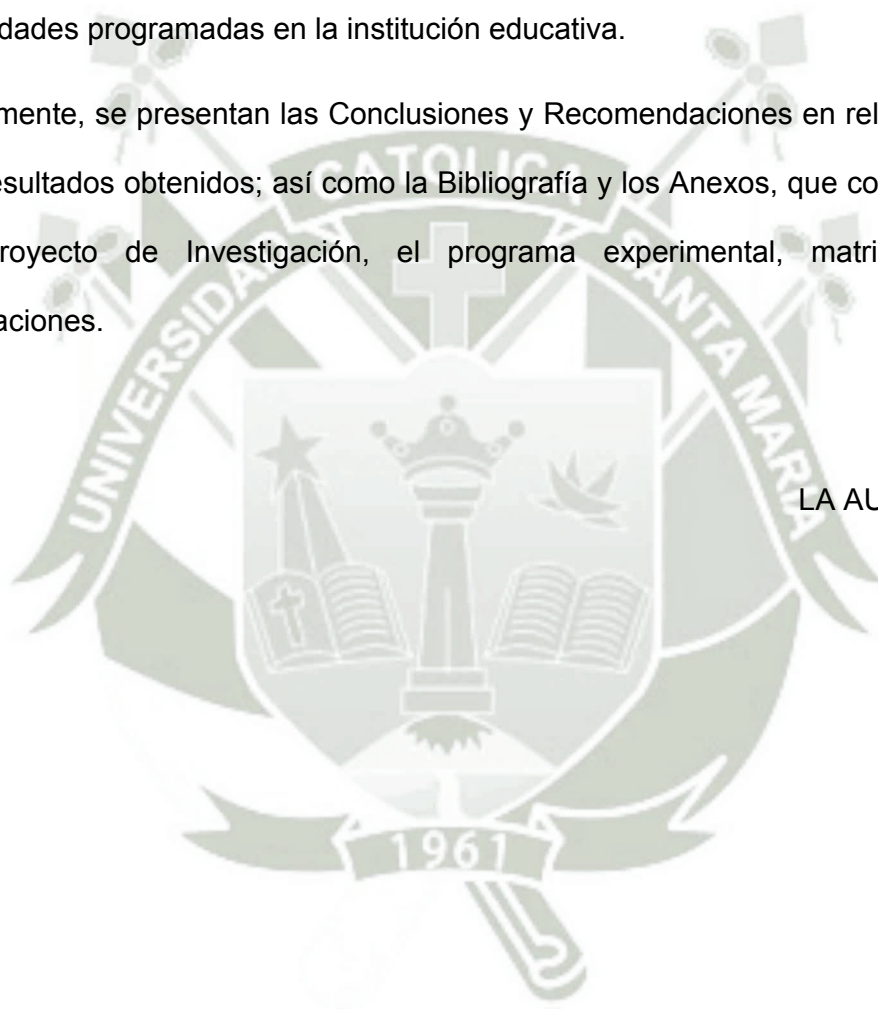 dades programadas en la institución educativa.
mente, se presentan las Conclusiones y Recomendaciones en rel
esultados obtenidos; así como la Bibliografía y los Anexos, que co
royecto de Investigación, el programa experimental, matri
aciones.
LA AU
UNIVERSIDAD CATOLICA SANTA MARIA
1961